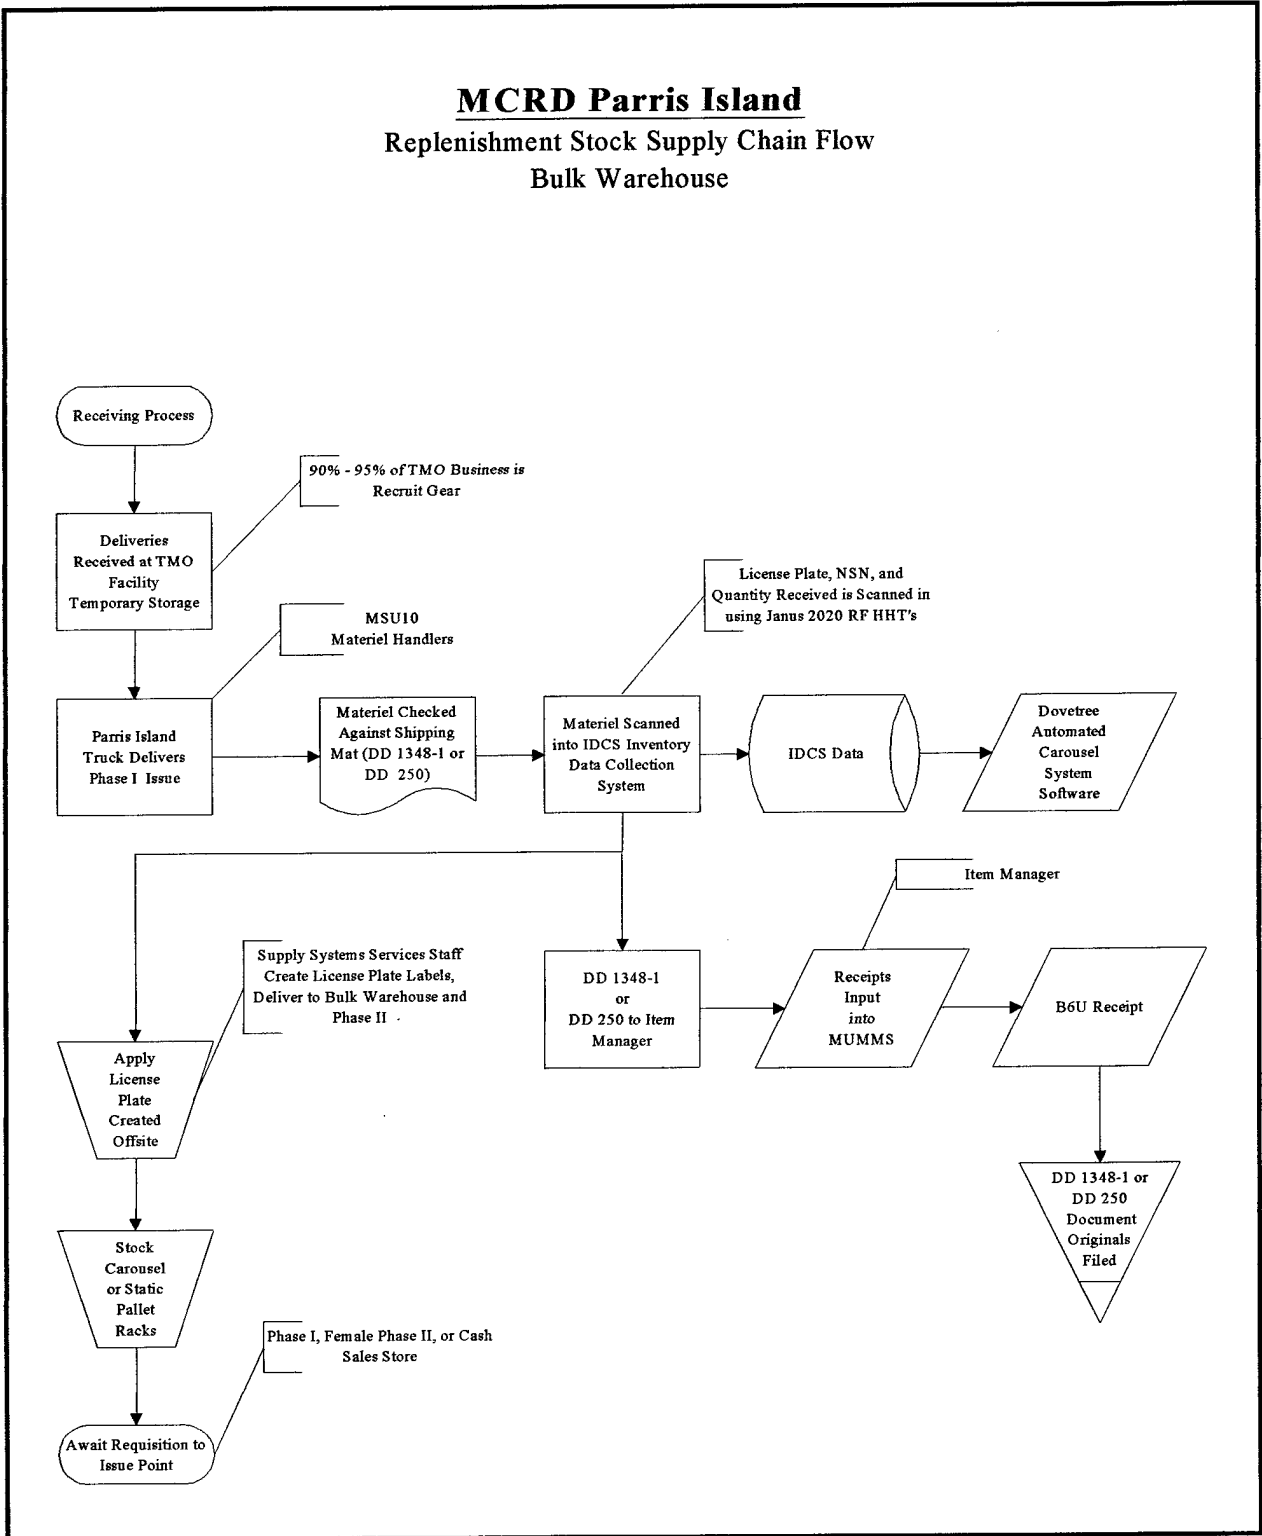 MCRD Parris Island
Replenishment Stock Supply Chain Flow
Bulk Warehouse
Receiving Process
90% - 95% of TMO Business is
Recruit Gear
Deliveries
Received at TMO
Facility
Temporary Storage
MSU10
Materiel Handlers
License Plate, NSN, and
Quantity Received is Scanned in
using Janus 2020 RF HHT's
Parris Island
Truck Delivers
Phase I Issue
Materiel Checked
Against Shipping
Mat (DD 1348-1 or
DD 250)
Materiel Scanned
into IDCS Inventory
Data Collection
System
IDCS Data
Dovetree
Automated
Carousel
System
Software
Item Manager
Supply Systems Services Staff
Create License Plate Labels,
Deliver to Bulk Warehouse and
Phase II
DD 1348-1
or
DD 250 to Item
Manager
Receipts
Input
into
MUMMS
B6U Receipt
Apply
License
Plate
Created
Offsite
DD 1348-1 or
DD 250
Document
Originals
Filed
Stock
Carousel
or Static
Pallet
Racks
Phase I, Female Phase II, or Cash
Sales Store
Await Requisition to
Issue Point